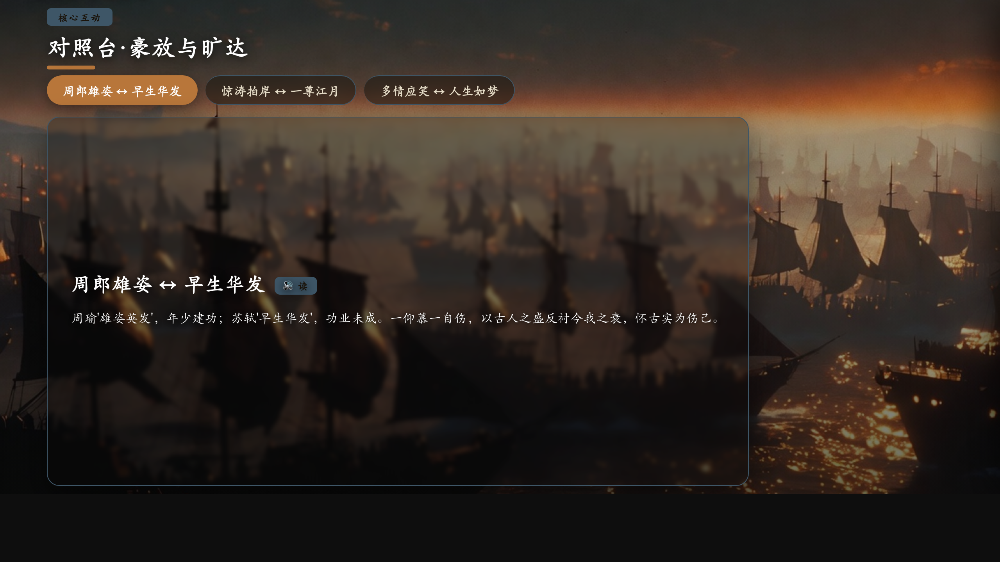 核心互动
对照台·豪放与旷达
周郎雄姿 ↔ 早生华发
惊涛拍岸 ↔ 一尊江月
多情应笑 ↔ 人生如梦
周郎雄姿 ↔ 早生华发
🔊 读
周瑜'雄姿英发'，年少建功；苏轼'早生华发'，功业未成。一仰慕一自伤，以古人之盛反衬今我之衰，怀古实为伤己。